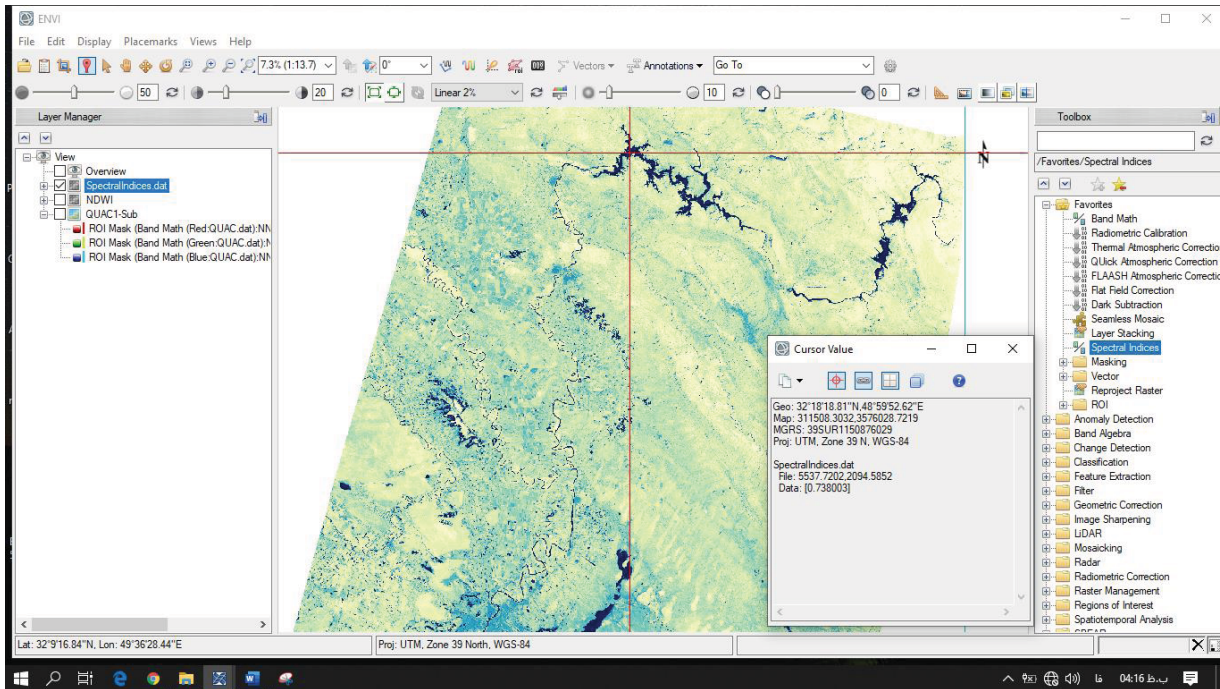 ENVI
File Edit Display Placemarks Views Help
7.3% (1:13.7) 0° Vectors Annotations Go To
50 20 Linear 2% 10 0
Layer Manager
View
Overview
SpectralIndices.dat
NDWI
QUAC1-Sub
ROI Mask (Band Math (Red:QUAC.dat):NN
ROI Mask (Band Math (Green:QUAC.dat):N
ROI Mask (Band Math (Blue:QUAC.dat):NN
N
Cursor Value
Geo: 32°18'18.81"N,48°59'52.62"E
Map: 311508.3032,3576028.7219
MGRS: 39SUR1150876029
Proj: UTM, Zone 39 N, WGS-84
SpectralIndices.dat
File: 5537.7202,2094.5852
Data: [0.738003]
Toolbox
/Favorites/Spectral Indices
Favorites
Band Math
Radiometric Calibration
Thermal Atmospheric Correctio
QUick Atmospheric Correction
FLAASH Atmospheric Correctio
Flat Field Correction
Dark Subtraction
Seamless Mosaic
Layer Stacking
Spectral Indices
Masking
Vector
Reproject Raster
ROI
Anomaly Detection
Band Algebra
Change Detection
Classification
Feature Extraction
Filter
Geometric Correction
Image Sharpening
LiDAR
Mosaicking
Radar
Radiometric Correction
Raster Management
Regions of Interest
Spatiotemporal Analysis
Lat: 32°9'16.84"N, Lon: 49°36'28.44"E
Proj: UTM, Zone 39 North, WGS-84
فا 04:16 ب.ظ